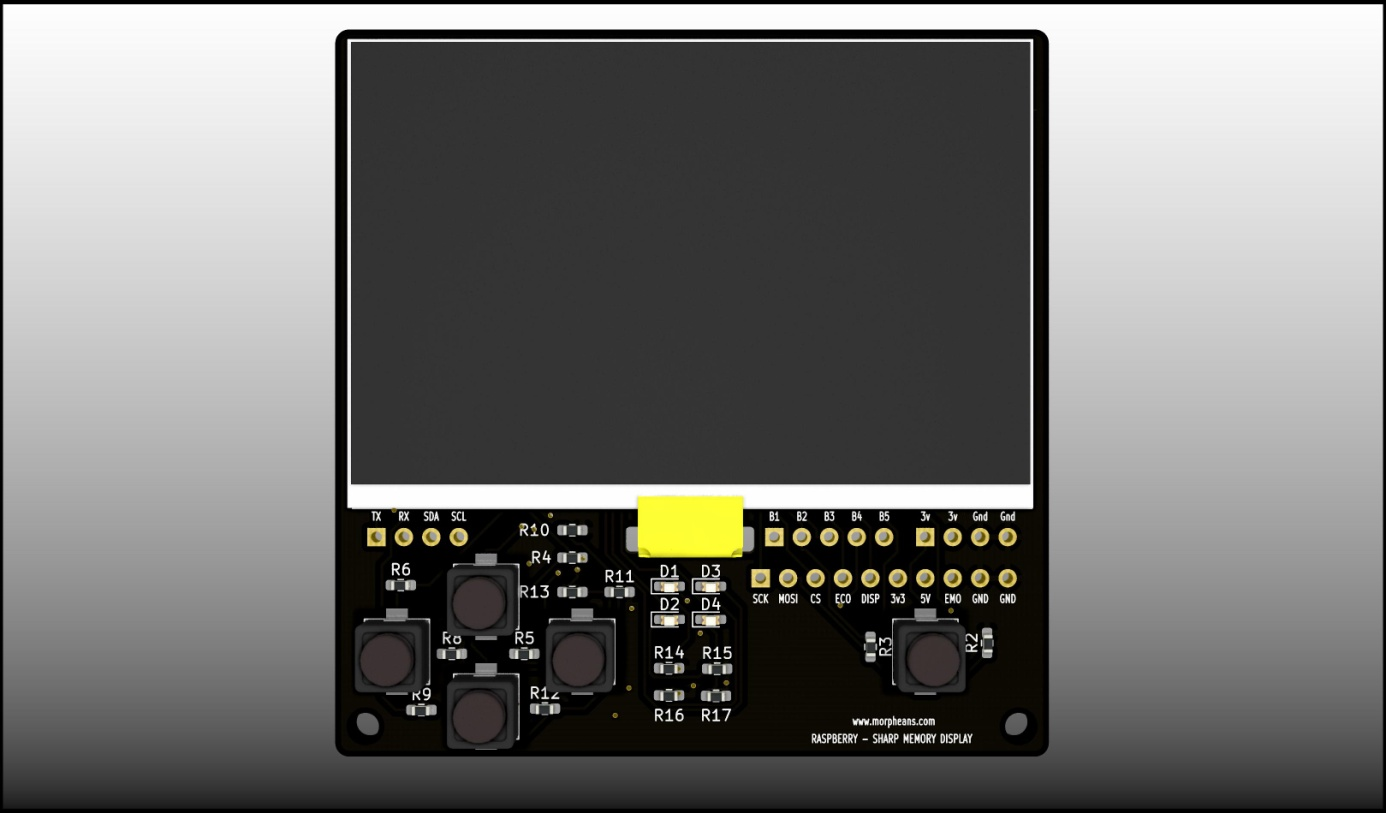 TX RX SDA SCL
B1 B2 B3 B4 B5
3v 3v Gnd Gnd
R10
R4
R6
R11
R13
D1 D3
D2 D4
SCK MOSI CS ECO DISP 3v3 5V EMO GND GND
R8 R5
R3
R2
R14 R15
R9
R12
R16 R17
www.morpheans.com
RASPBERRY – SHARP MEMORY DISPLAY